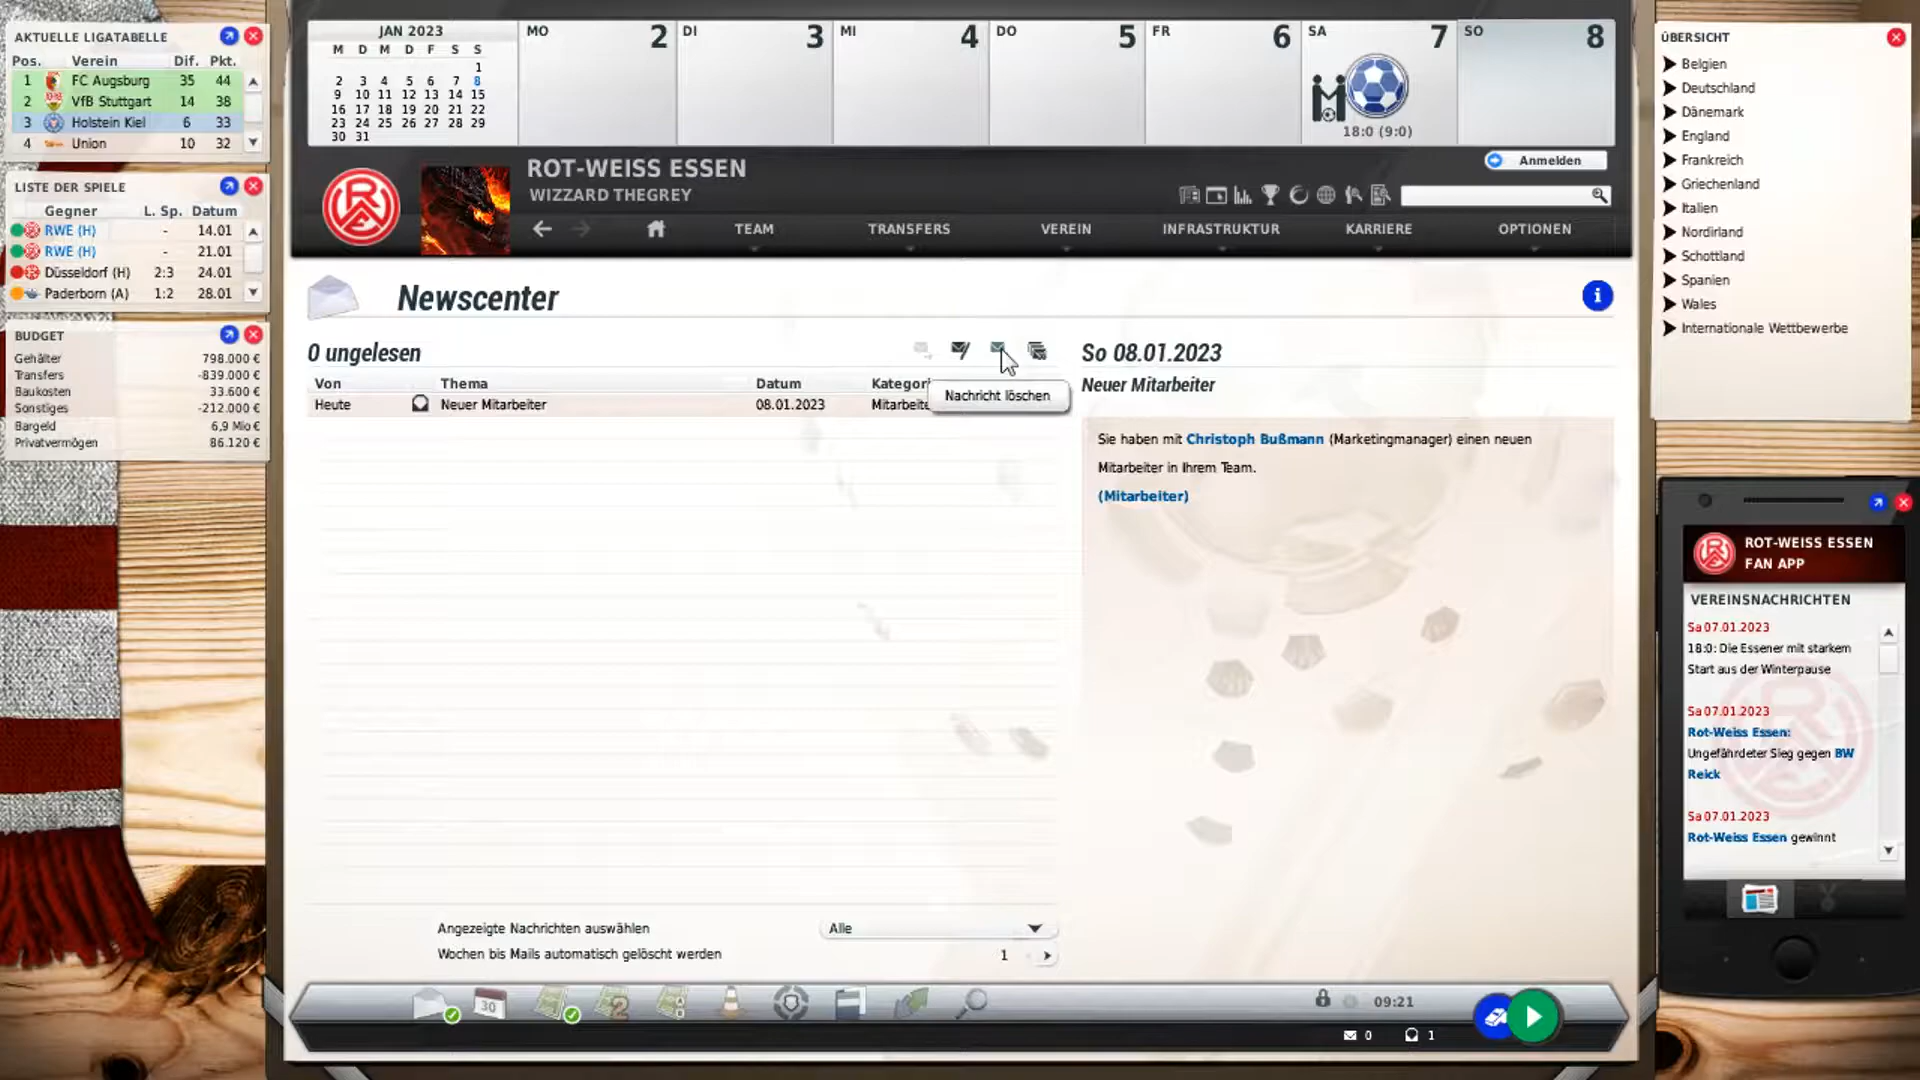 AKTUELLE LIGATABELLE
Pos. Verein Dif. Pkt.
1 FC Augsburg 35 44
2 VfB Stuttgart 14 38
3 Holstein Kiel 6 33
4 Union 10 32
LISTE DER SPIELE
Gegner L. Sp. Datum
RWE (H) - 14.01
RWE (H) - 21.01
Düsseldorf (H) 2:3 24.01
Paderborn (A) 1:2 28.01
BUDGET
Gehälter 798.000 €
Transfers -839.000 €
Baukosten 33.600 €
Sonstiges -212.000 €
Bargeld 6,9 Mio €
Privatvermögen 86.120 €
JAN 2023
M D M D F S S
1
2 3 4 5 6 7 8
9 10 11 12 13 14 15
16 17 18 19 20 21 22
23 24 25 26 27 28 29
30 31
MO 2
DI 3
MI 4
DO 5
FR 6
SA 7
18:0 (9:0)
SO 8
ROT-WEISS ESSEN
WIZZARD THEGREY
Anmelden
TEAM TRANSFERS VEREIN INFRASTRUKTUR KARRIERE OPTIONEN
Newscenter
0 ungelesen
Von Thema Datum Kategori
Heute Neuer Mitarbeiter 08.01.2023 Mitarbeite
Nachricht löschen
So 08.01.2023
Neuer Mitarbeiter
Sie haben mit Christoph Bußmann (Marketingmanager) einen neuen
Mitarbeiter in Ihrem Team.
(Mitarbeiter)
Angezeigte Nachrichten auswählen Alle
Wochen bis Mails automatisch gelöscht werden 1
30
2
09:21
0 1
ÜBERSICHT
Belgien
Deutschland
Dänemark
England
Frankreich
Griechenland
Italien
Nordirland
Schottland
Spanien
Wales
Internationale Wettbewerbe
ROT-WEISS ESSEN
FAN APP
VEREINSNACHRICHTEN
Sa 07.01.2023
18:0: Die Essener mit starkem
Start aus der Winterpause
Sa 07.01.2023
Rot-Weiss Essen:
Ungefährdeter Sieg gegen BW
Reick
Sa 07.01.2023
Rot-Weiss Essen gewinnt